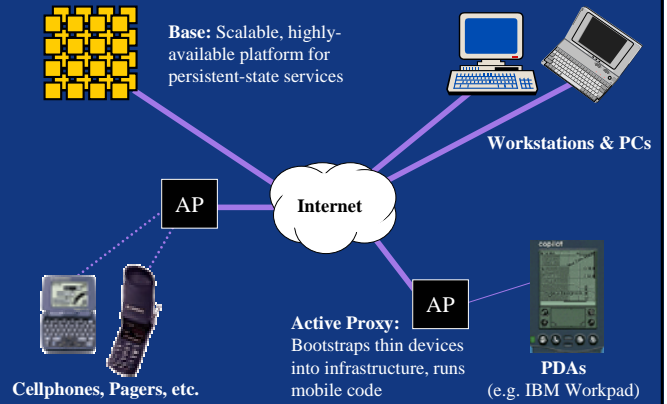 Base: Scalable, highly-
available platform for
persistent-state services
Workstations & PCs
Internet
AP
AP
copilot
Active Proxy:
Bootstraps thin devices
into infrastructure, runs
mobile code
Cellphones, Pagers, etc.
PDAs
(e.g. IBM Workpad)